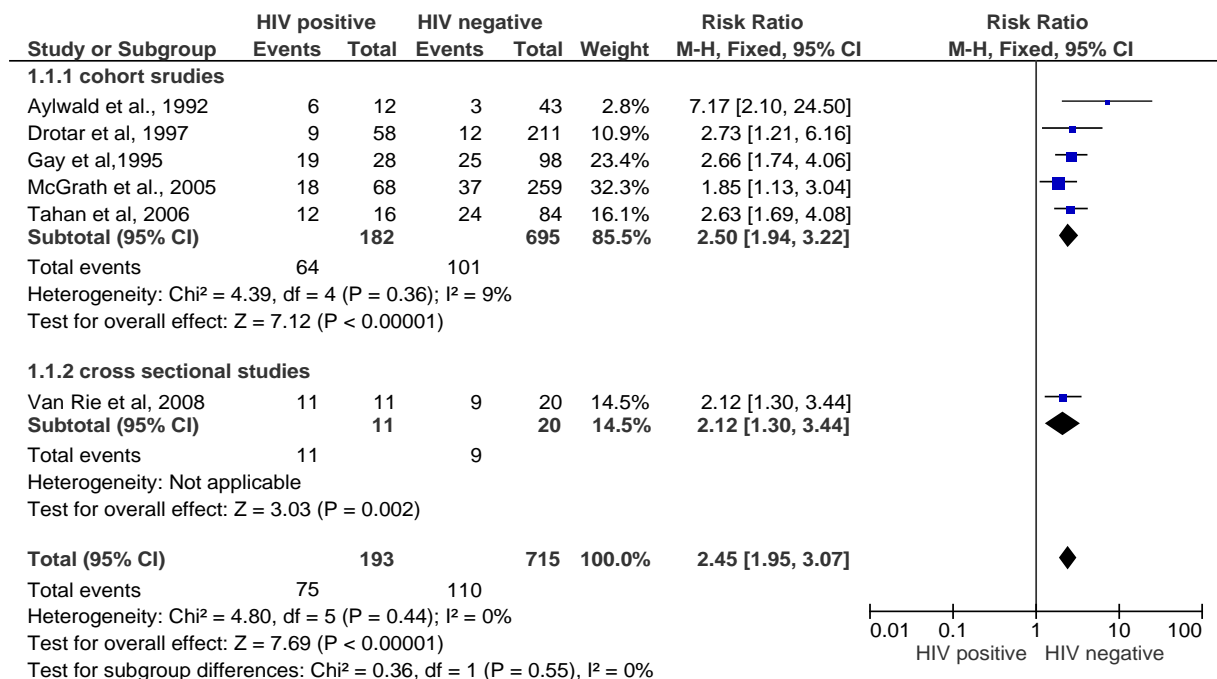 HIV positive HIV negative Risk Ratio Risk Ratio
Study or Subgroup Events Total Events Total Weight M-H, Fixed, 95% CI M-H, Fixed, 95% CI
1.1.1 cohort srudies
Aylwald et al., 1992 6 12 3 43 2.8% 7.17 [2.10, 24.50]
Drotar et al, 1997 9 58 12 211 10.9% 2.73 [1.21, 6.16]
Gay et al,1995 19 28 25 98 23.4% 2.66 [1.74, 4.06]
McGrath et al., 2005 18 68 37 259 32.3% 1.85 [1.13, 3.04]
Tahan et al, 2006 12 16 24 84 16.1% 2.63 [1.69, 4.08]
Subtotal (95% CI) 182 695 85.5% 2.50 [1.94, 3.22]
Total events 64 101
Heterogeneity: Chi² = 4.39, df = 4 (P = 0.36); I² = 9%
Test for overall effect: Z = 7.12 (P < 0.00001)
1.1.2 cross sectional studies
Van Rie et al, 2008 11 11 9 20 14.5% 2.12 [1.30, 3.44]
Subtotal (95% CI) 11 20 14.5% 2.12 [1.30, 3.44]
Total events 11 9
Heterogeneity: Not applicable
Test for overall effect: Z = 3.03 (P = 0.002)
Total (95% CI) 193 715 100.0% 2.45 [1.95, 3.07]
Total events 75 110
Heterogeneity: Chi² = 4.80, df = 5 (P = 0.44); I² = 0%
Test for overall effect: Z = 7.69 (P < 0.00001)
Test for subgroup differences: Chi² = 0.36, df = 1 (P = 0.55), I² = 0%
0.01 0.1 1 10 100
HIV positive HIV negative